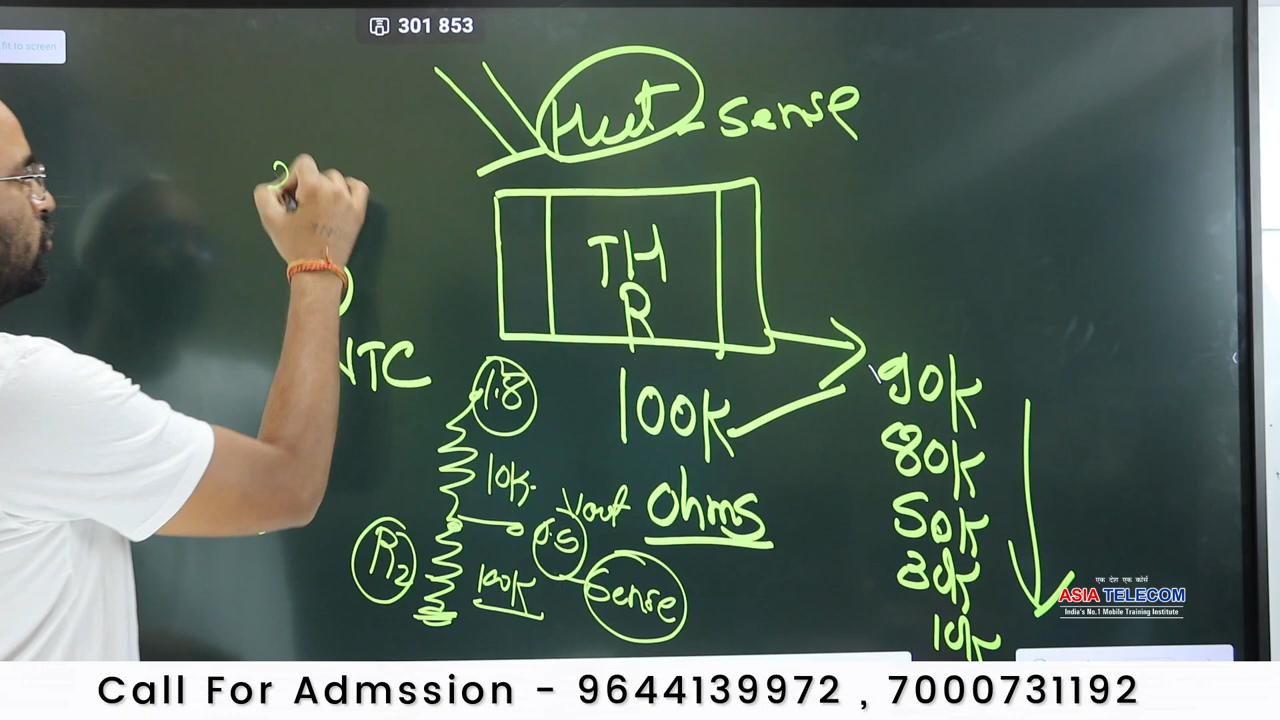 fit to screen
301 853
Heat - Sense
TH
R
NTC
1.8
100K
90K
80K
50K
30K
10K
10K
Vout
Ohms
0.5
R2
100K
Sense
एक देश एक कोर्स
ASIA TELECOM
India's No.1 Mobile Training Institute
Call For Admssion - 9644139972 , 7000731192